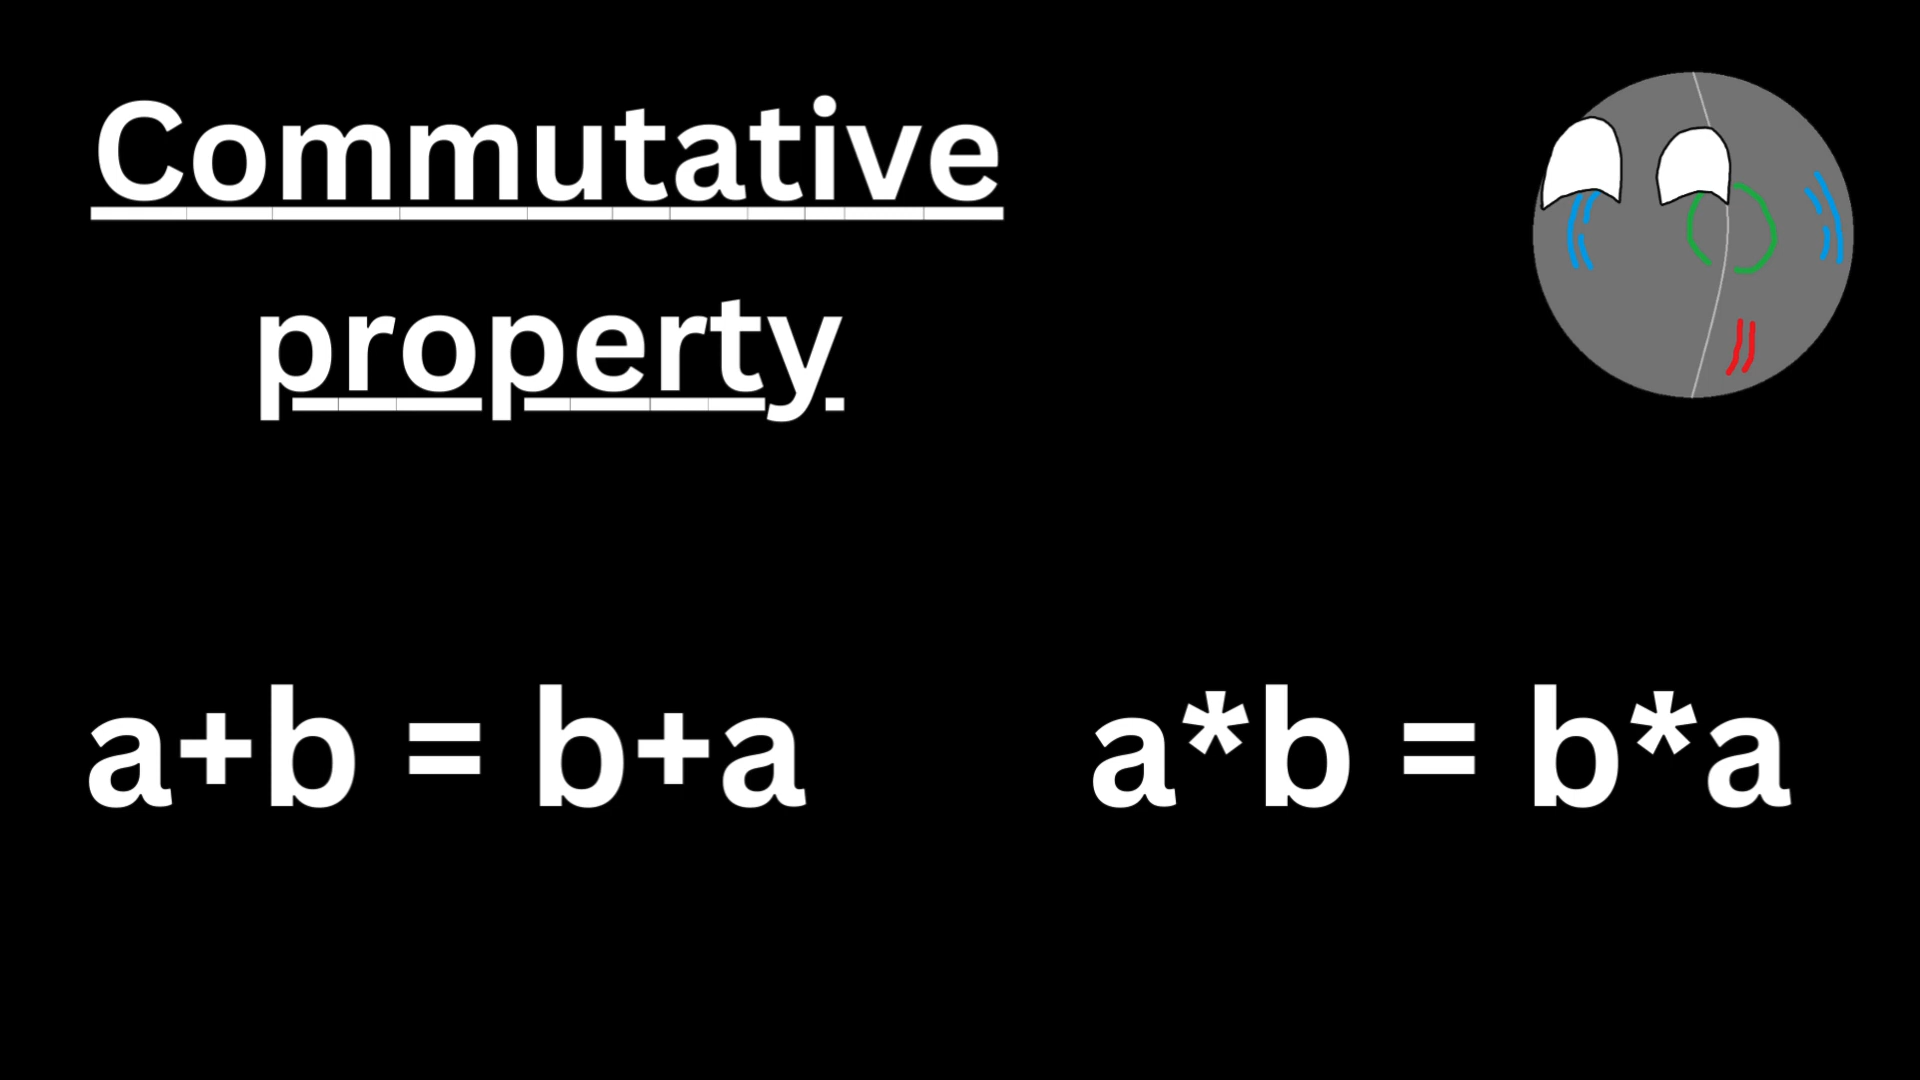 Commutative
property.
a+b = b+a
a*b = b*a